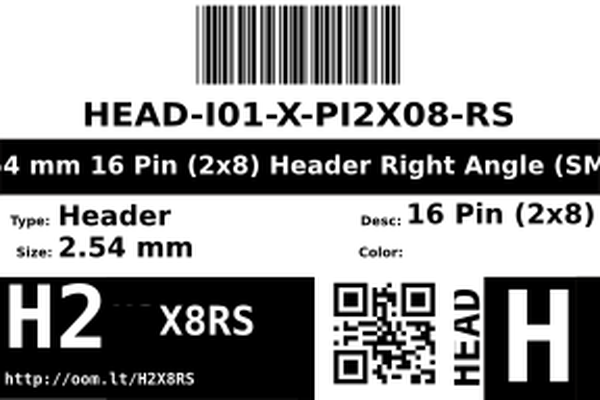 HEAD-I01-X-PI2X08-RS
54 mm 16 Pin (2x8) Header Right Angle (SM
Type: Header
Desc: 16 Pin (2x8)
Size: 2.54 mm
Color:
H2 X8RS
HEAD
H
http://oom.lt/H2X8RS